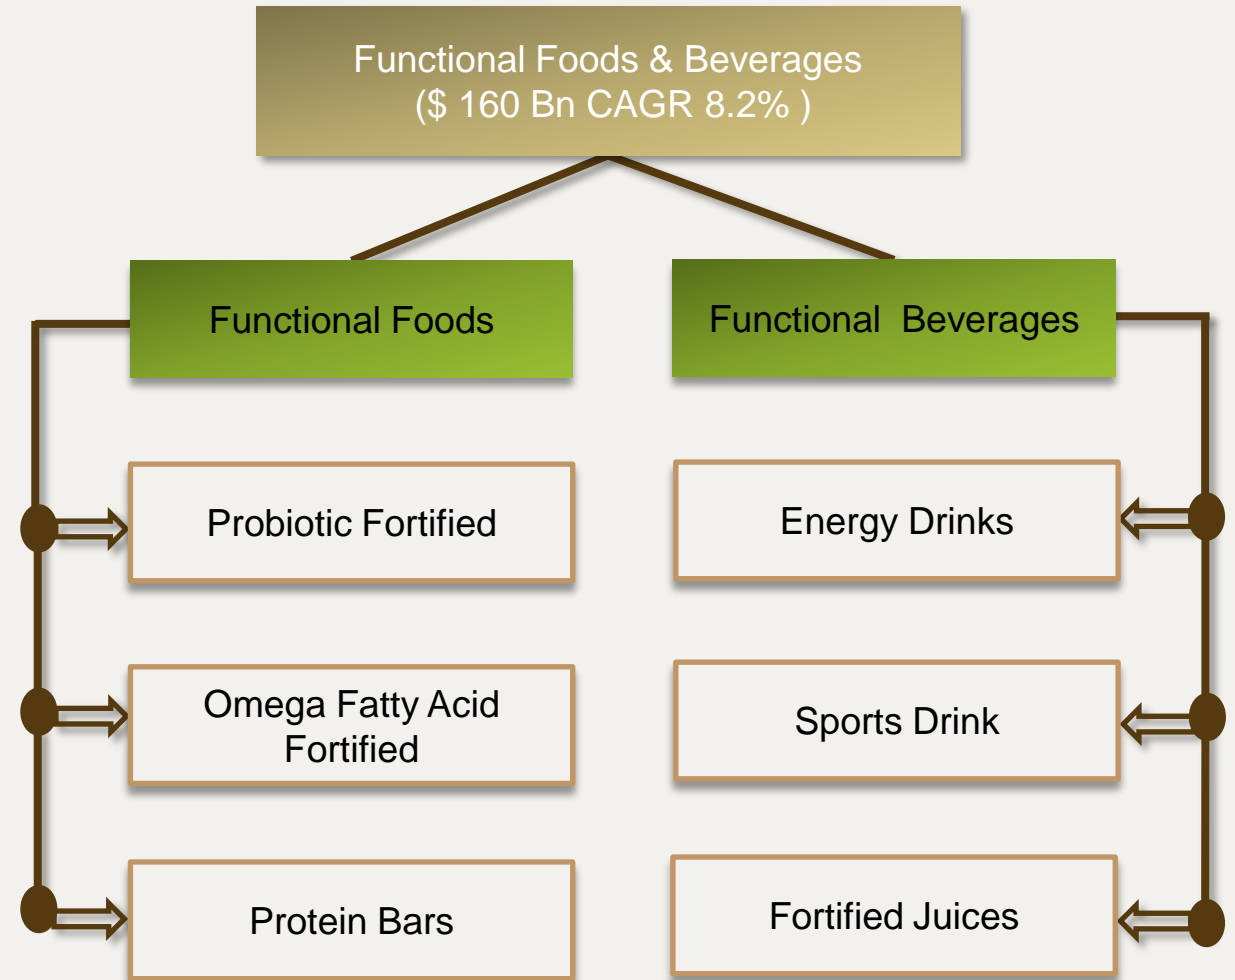 Functional Foods & Beverages
($ 160 Bn CAGR 8.2% )
Functional Foods
Functional  Beverages
Probiotic Fortified
Energy Drinks
Omega Fatty Acid
Fortified
Sports Drink
Protein Bars
Fortified Juices